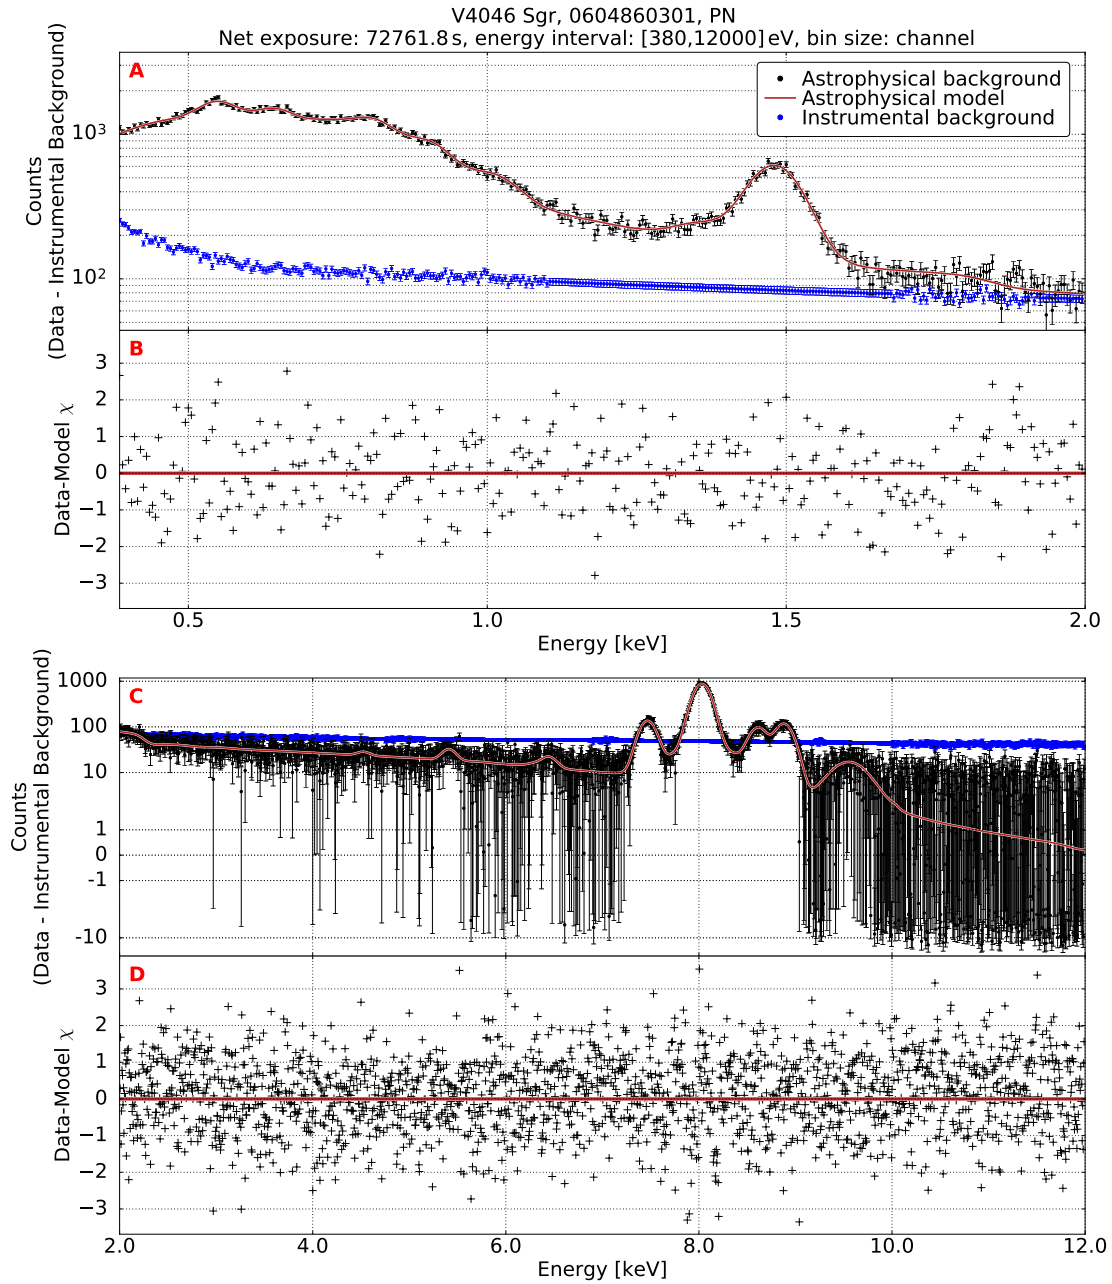 V4046 Sgr, 0604860301, PN
Net exposure: 72761.8 s, energy interval: [380,12000] eV, bin size: channel
A
Astrophysical background
Astrophysical model
Instrumental background
Counts
(Data - Instrumental Background)
10³
10²
B
Data-Model χ
3
2
1
0
−1
−2
−3
0.5 1.0 1.5 2.0
Energy [keV]
C
Counts
(Data - Instrumental Background)
1000
100
10
1
0
-1
-10
D
Data-Model χ
3
2
1
0
−1
−2
−3
2.0 4.0 6.0 8.0 10.0 12.0
Energy [keV]